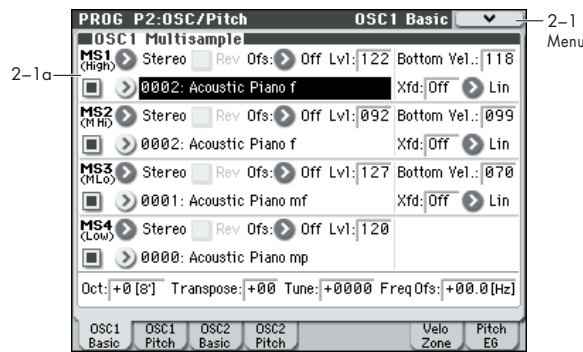 PROG P2:OSC/Pitch OSC1 Basic
2–1
Menu
OSC1 Multisample
MS1 (High) Stereo Rev Ofs: Off Lvl: 122 Bottom Vel.: 118
2–1a
0002: Acoustic Piano f Xfd: Off Lin
MS2 (M Hi) Stereo Rev Ofs: Off Lvl: 092 Bottom Vel.: 099
0002: Acoustic Piano f Xfd: Off Lin
MS3 (MLo) Stereo Rev Ofs: Off Lvl: 127 Bottom Vel.: 070
0001: Acoustic Piano mf Xfd: Off Lin
MS4 (Low) Stereo Rev Ofs: Off Lvl: 120
0000: Acoustic Piano mp
Oct: +0 [8'] Transpose: +00 Tune: +0000 Freq Ofs: +00.0 [Hz]
OSC1 Basic OSC1 Pitch OSC2 Basic OSC2 Pitch Velo Zone Pitch EG